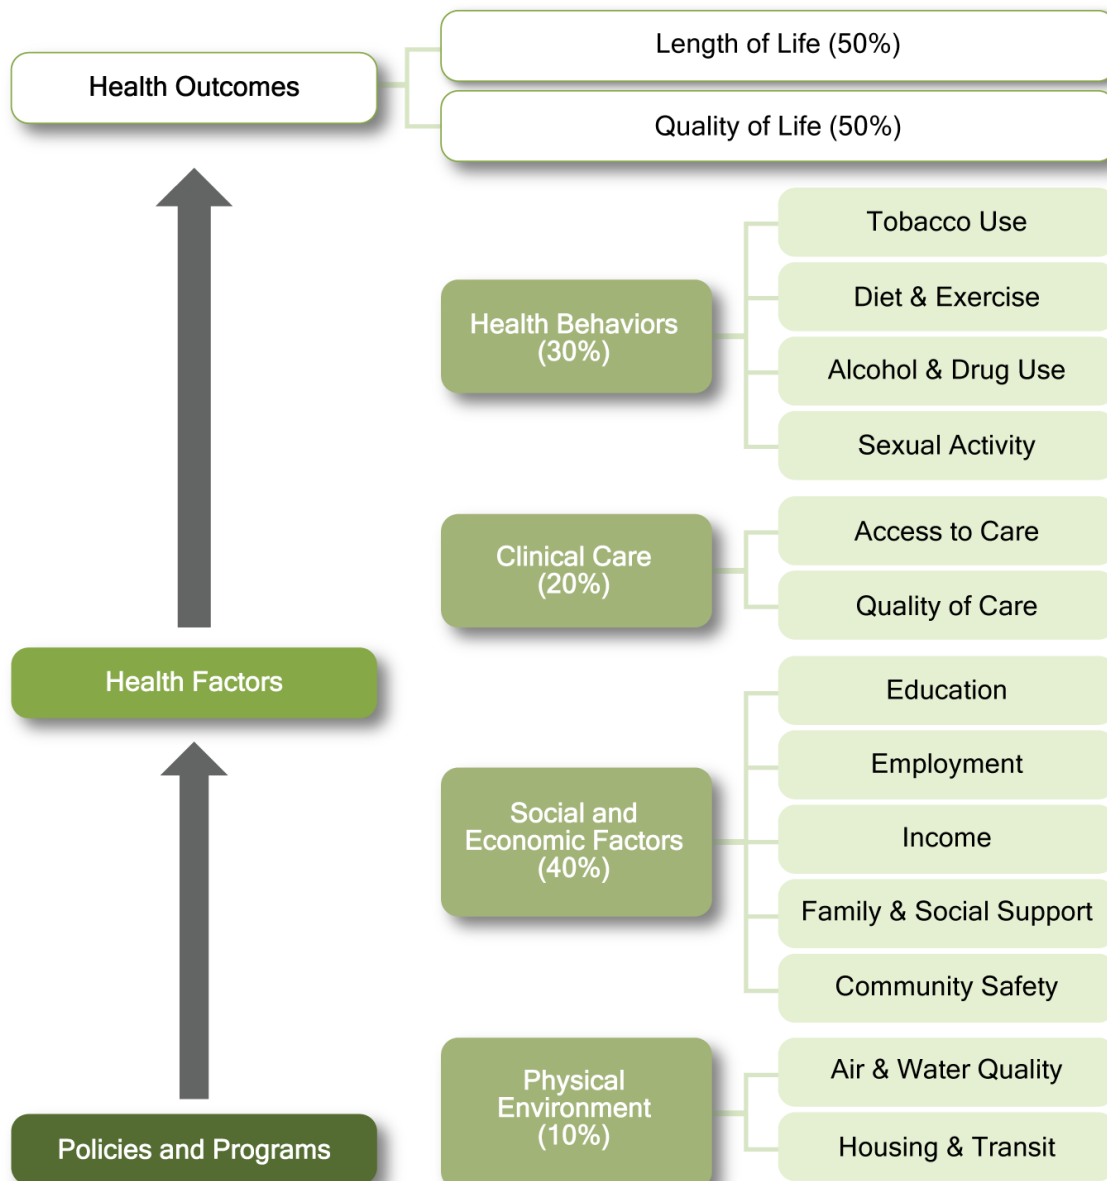 Health Outcomes
Length of Life (50%)
Quality of Life (50%)
Health Behaviors
(30%)
Tobacco Use
Diet & Exercise
Alcohol & Drug Use
Sexual Activity
Clinical Care
(20%)
Access to Care
Quality of Care
Health Factors
Social and
Economic Factors
(40%)
Education
Employment
Income
Family & Social Support
Community Safety
Physical
Environment
(10%)
Air & Water Quality
Housing & Transit
Policies and Programs